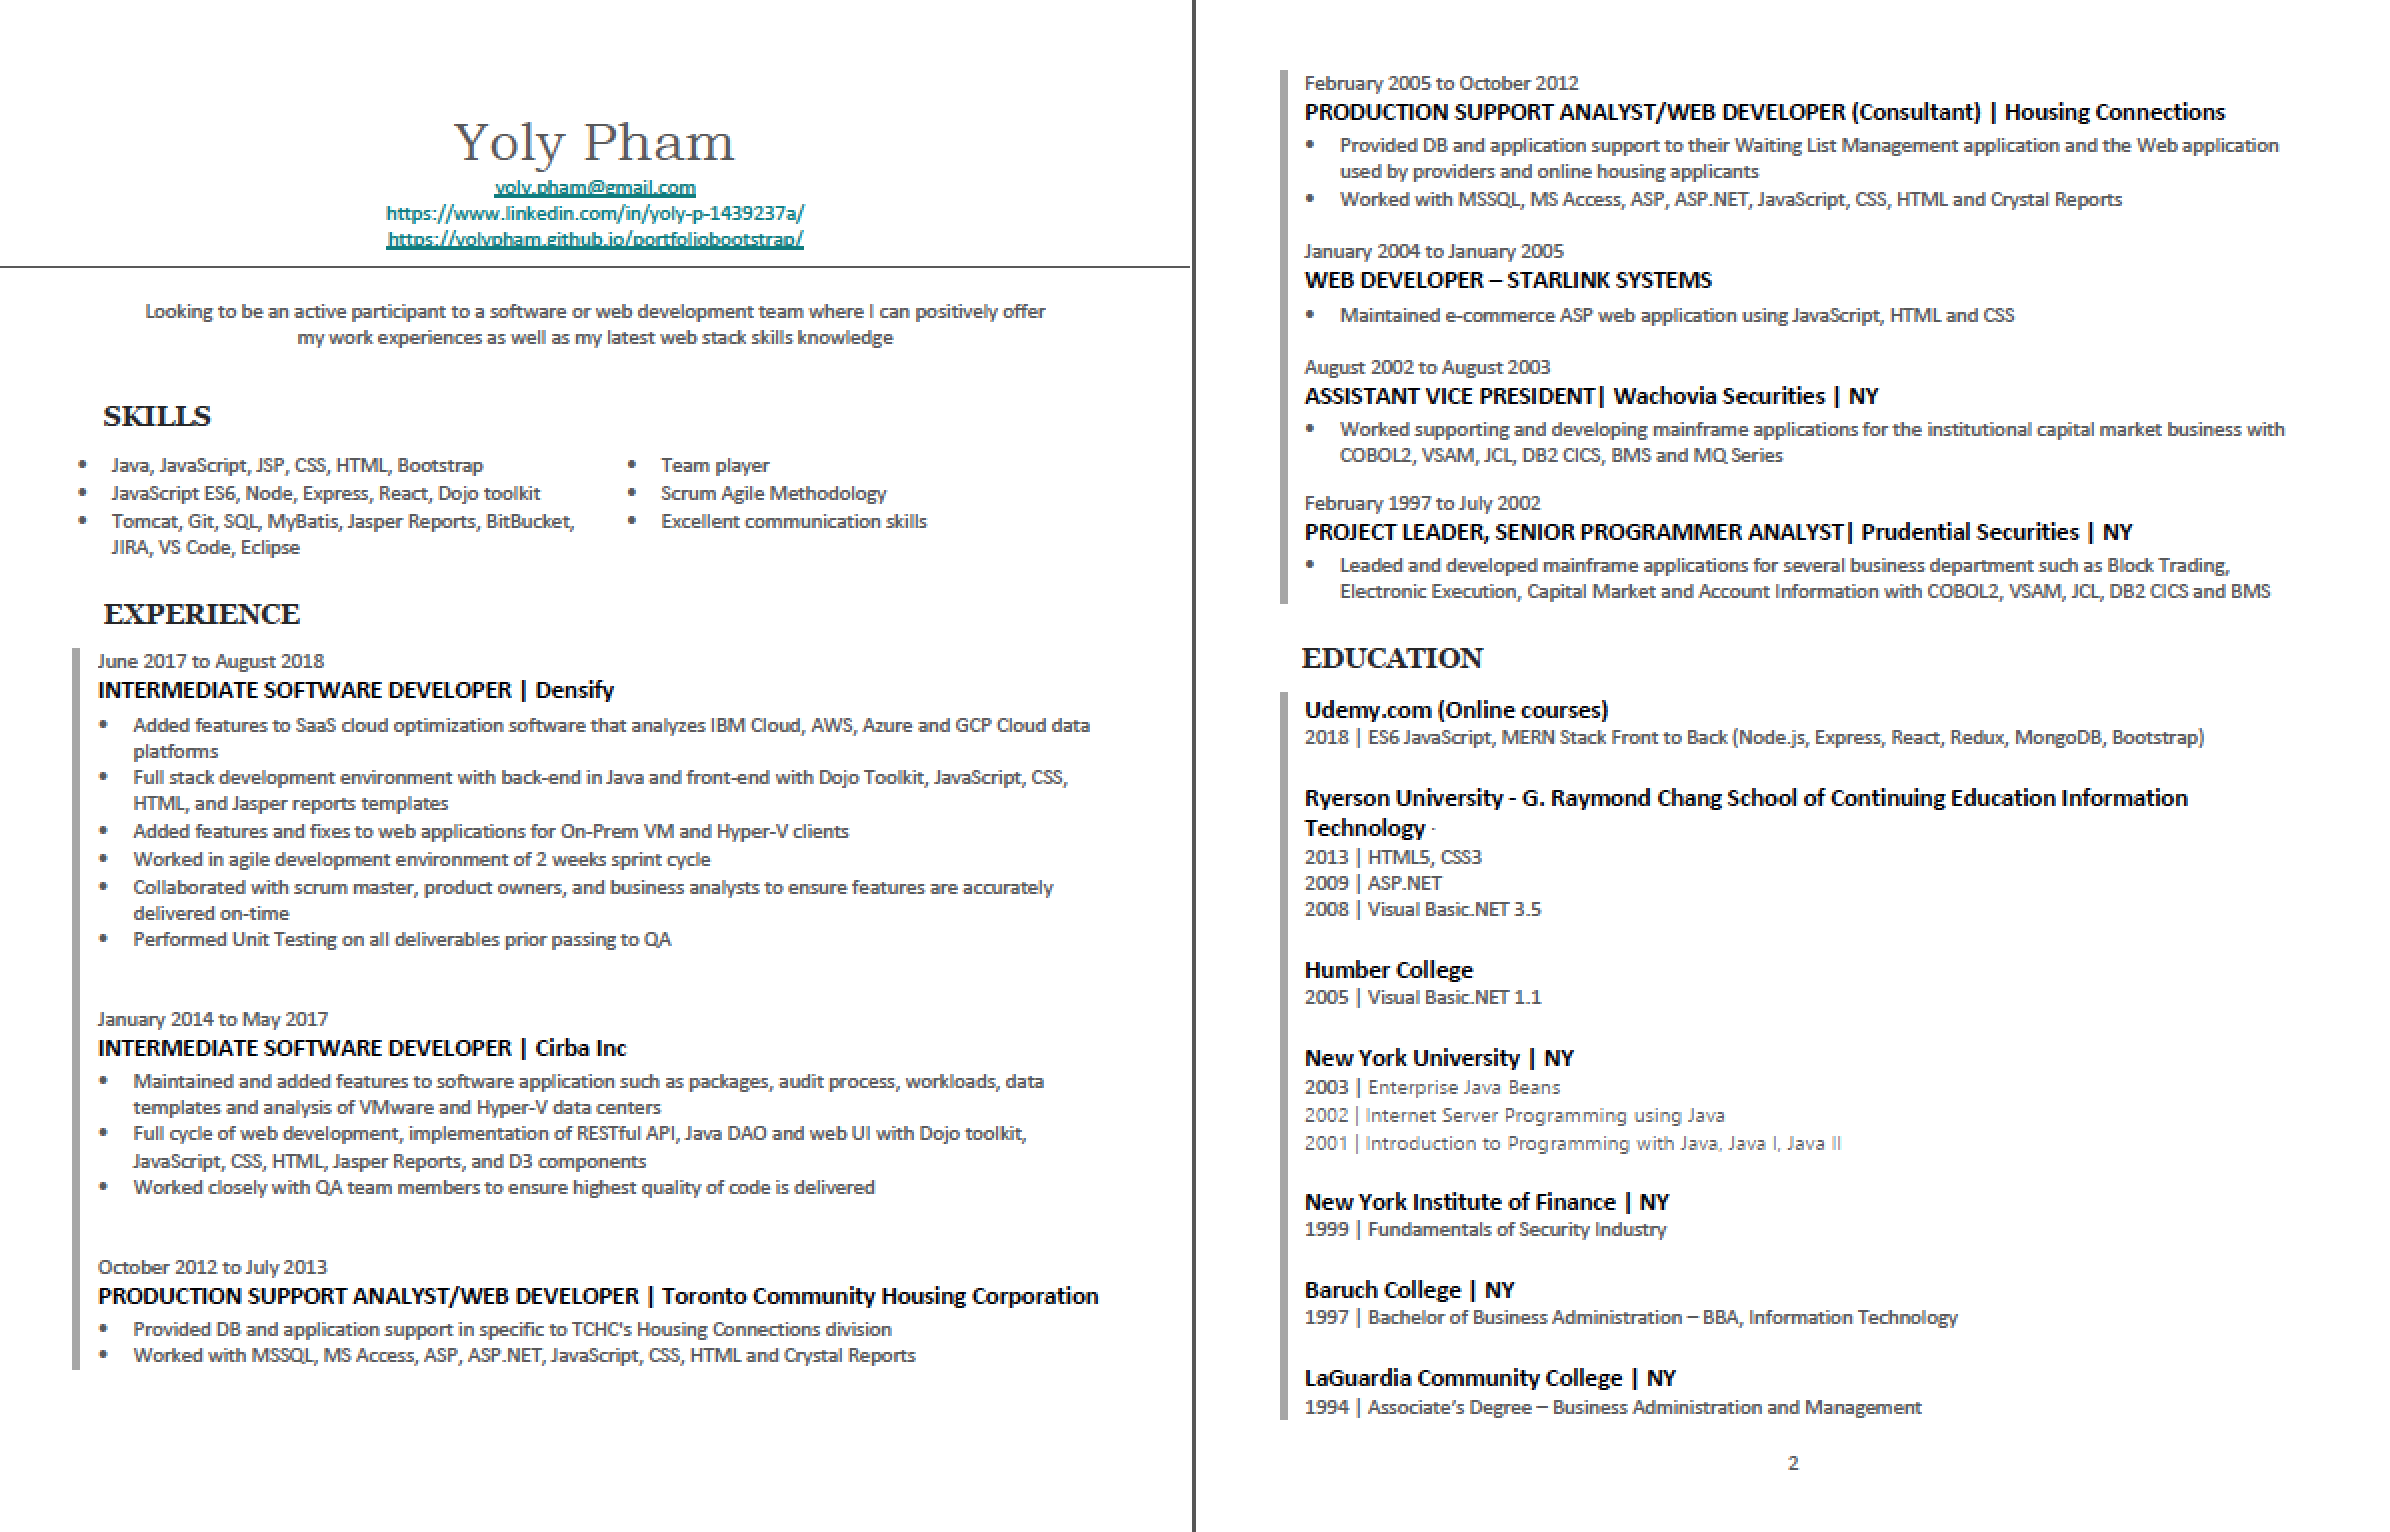 Yoly Pham
yoly.pham@gmail.com
https://www.linkedin.com/in/yoly-p-1439237a/
https://yolypham.github.io/portfoliobootstrap/
Looking to be an active participant to a software or web development team where I can positively offer
my work experiences as well as my latest web stack skills knowledge
SKILLS
• Java, JavaScript, JSP, CSS, HTML, Bootstrap
• JavaScript ES6, Node, Express, React, Dojo toolkit
• Tomcat, Git, SQL, MyBatis, Jasper Reports, BitBucket,
JIRA, VS Code, Eclipse
• Team player
• Scrum Agile Methodology
• Excellent communication skills
EXPERIENCE
June 2017 to August 2018
INTERMEDIATE SOFTWARE DEVELOPER | Densify
• Added features to SaaS cloud optimization software that analyzes IBM Cloud, AWS, Azure and GCP Cloud data
platforms
• Full stack development environment with back-end in Java and front-end with Dojo Toolkit, JavaScript, CSS,
HTML, and Jasper reports templates
• Added features and fixes to web applications for On-Prem VM and Hyper-V clients
• Worked in agile development environment of 2 weeks sprint cycle
• Collaborated with scrum master, product owners, and business analysts to ensure features are accurately
delivered on-time
• Performed Unit Testing on all deliverables prior passing to QA
January 2014 to May 2017
INTERMEDIATE SOFTWARE DEVELOPER | Cirba Inc
• Maintained and added features to software application such as packages, audit process, workloads, data
templates and analysis of VMware and Hyper-V data centers
• Full cycle of web development, implementation of RESTful API, Java DAO and web UI with Dojo toolkit,
JavaScript, CSS, HTML, Jasper Reports, and D3 components
• Worked closely with QA team members to ensure highest quality of code is delivered
October 2012 to July 2013
PRODUCTION SUPPORT ANALYST/WEB DEVELOPER | Toronto Community Housing Corporation
• Provided DB and application support in specific to TCHC's Housing Connections division
• Worked with MSSQL, MS Access, ASP, ASP.NET, JavaScript, CSS, HTML and Crystal Reports
February 2005 to October 2012
PRODUCTION SUPPORT ANALYST/WEB DEVELOPER (Consultant) | Housing Connections
• Provided DB and application support to their Waiting List Management application and the Web application
used by providers and online housing applicants
• Worked with MSSQL, MS Access, ASP, ASP.NET, JavaScript, CSS, HTML and Crystal Reports
January 2004 to January 2005
WEB DEVELOPER – STARLINK SYSTEMS
• Maintained e-commerce ASP web application using JavaScript, HTML and CSS
August 2002 to August 2003
ASSISTANT VICE PRESIDENT| Wachovia Securities | NY
• Worked supporting and developing mainframe applications for the institutional capital market business with
COBOL2, VSAM, JCL, DB2 CICS, BMS and MQ Series
February 1997 to July 2002
PROJECT LEADER, SENIOR PROGRAMMER ANALYST| Prudential Securities | NY
• Leaded and developed mainframe applications for several business department such as Block Trading,
Electronic Execution, Capital Market and Account Information with COBOL2, VSAM, JCL, DB2 CICS and BMS
EDUCATION
Udemy.com (Online courses)
2018 | ES6 JavaScript, MERN Stack Front to Back (Node.js, Express, React, Redux, MongoDB, Bootstrap)
Ryerson University - G. Raymond Chang School of Continuing Education Information
Technology ·
2013 | HTML5, CSS3
2009 | ASP.NET
2008 | Visual Basic.NET 3.5
Humber College
2005 | Visual Basic.NET 1.1
New York University | NY
2003 | Enterprise Java Beans
2002 | Internet Server Programming using Java
2001 | Introduction to Programming with Java, Java I, Java II
New York Institute of Finance | NY
1999 | Fundamentals of Security Industry
Baruch College | NY
1997 | Bachelor of Business Administration – BBA, Information Technology
LaGuardia Community College | NY
1994 | Associate’s Degree – Business Administration and Management
2